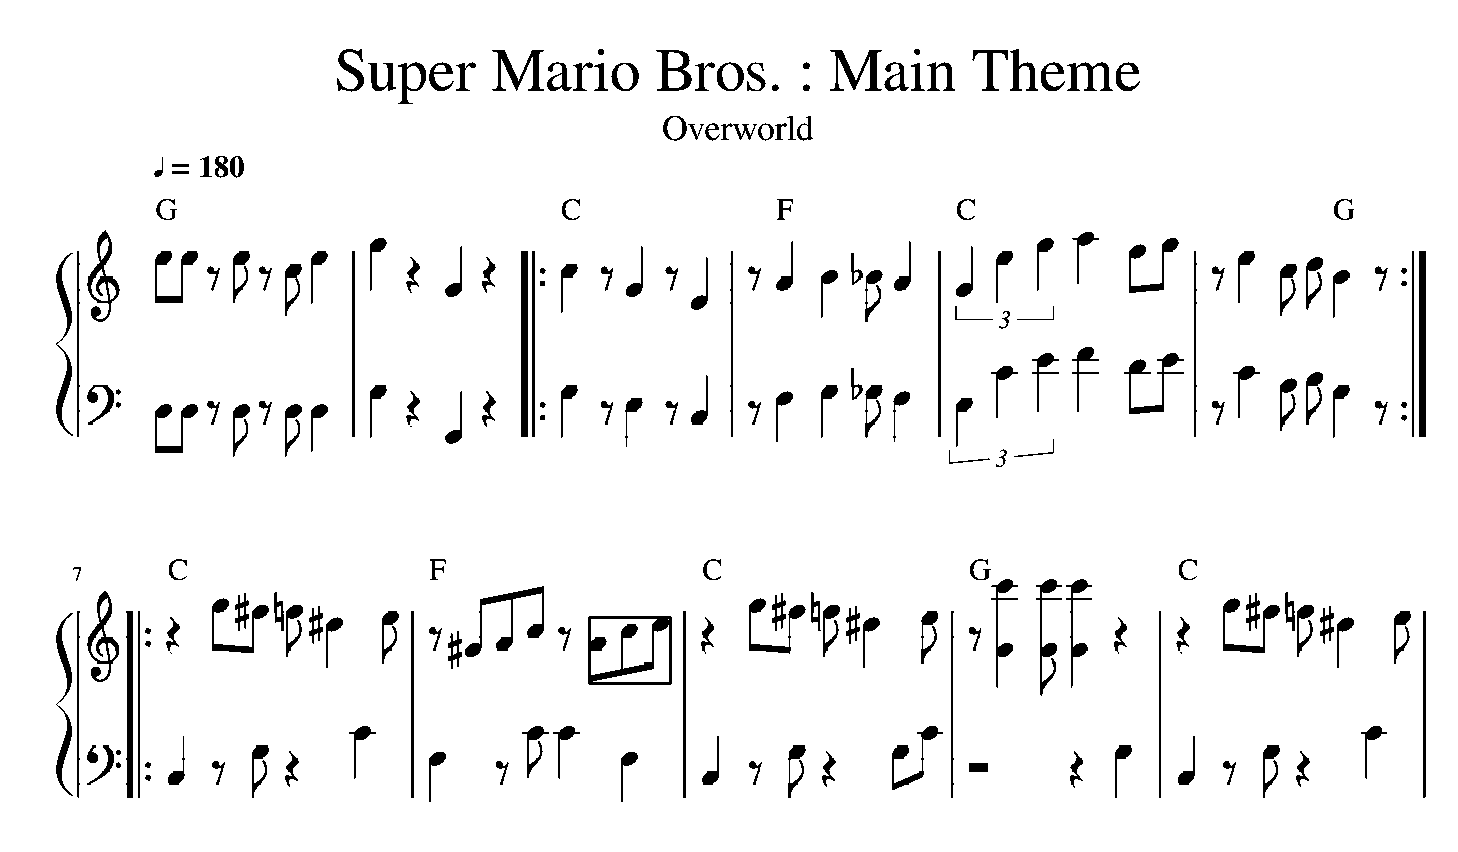 Super Mario Bros. : Main Theme
Overworld
♩ = 180
G C F C G
3
3
7
C F C G C